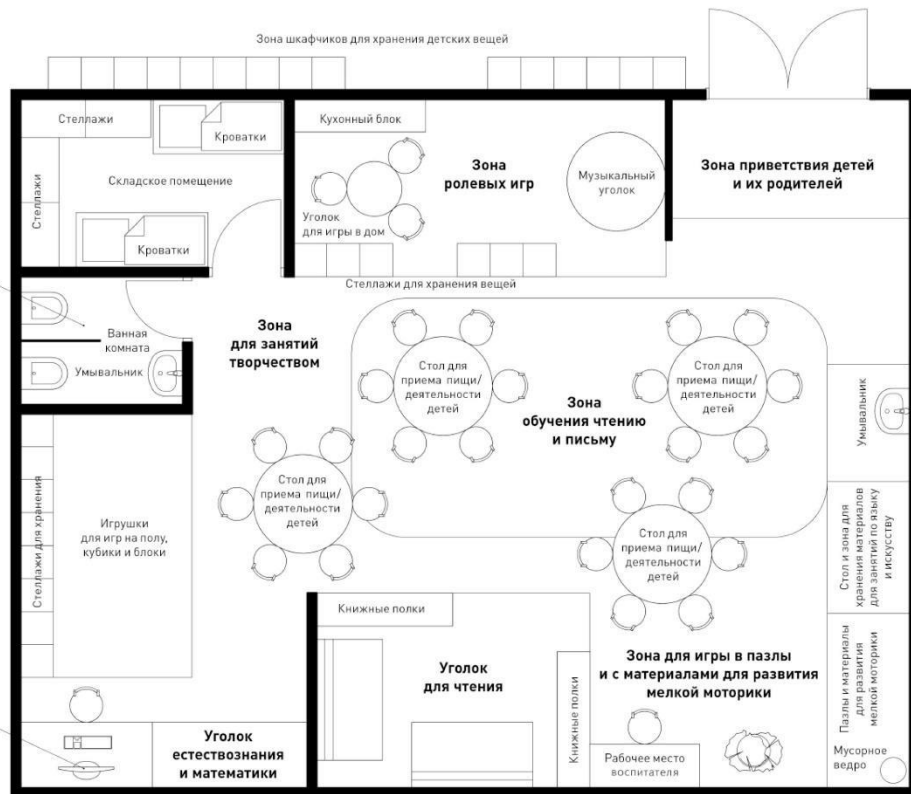 Зона шкафчиков для хранения детских вещей
Стеллажи
Кроватки
Складское помещение
Стеллажи
Кроватки
Кухонный блок
Зона
ролевых игр
Музыкальный
уголок
Уголок
для игры в дом
Зона приветствия детей
и их родителей
Стеллажи для хранения вещей
Ванная
комната
Умывальник
Зона
для занятий
творчеством
Стол для
приема пищи/
деятельности
детей
Зона
обучения чтению
и письму
Стол для
приема пищи/
деятельности
детей
Умывальник
Стеллажи для хранения
Игрушки
для игр на полу,
кубики и блоки
Стол для
приема пищи/
деятельности
детей
Стол для
приема пищи/
деятельности
детей
Стол и зона для
хранения материалов
для занятий по языку
и искусству
Книжные полки
Уголок
для чтения
Книжные полки
Зона для игры в пазлы
и с материалами для развития
мелкой моторики
Пазлы и материалы
для развития
мелкой моторики
Уголок
естествознания
и математики
Рабочее место
воспитателя
Мусорное
ведро